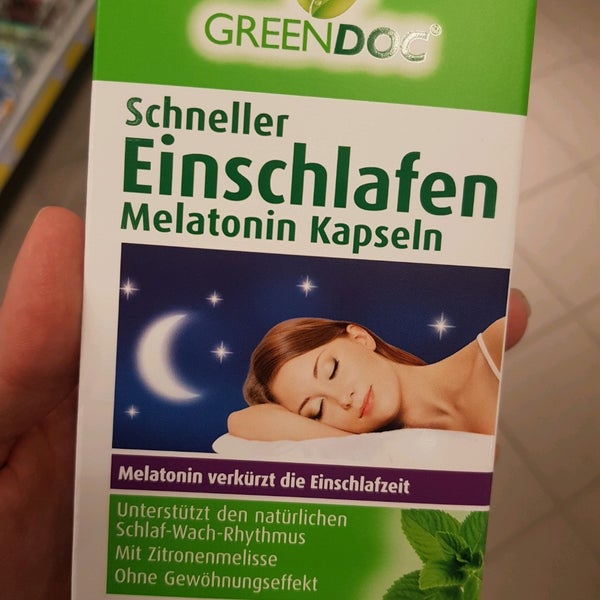 GREENDOC®
Schneller
Einschlafen
Melatonin Kapseln
Melatonin verkürzt die Einschlafzeit
Unterstützt den natürlichen
Schlaf-Wach-Rhythmus
Mit Zitronenmelisse
Ohne Gewöhnungseffekt